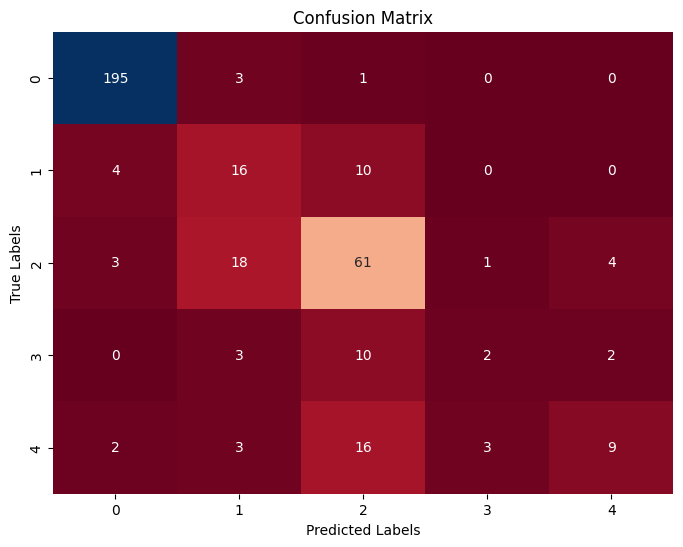 Confusion Matrix
True Labels
0 195 3 1 0 0
1 4 16 10 0 0
2 3 18 61 1 4
3 0 3 10 2 2
4 2 3 16 3 9
0 1 2 3 4
Predicted Labels